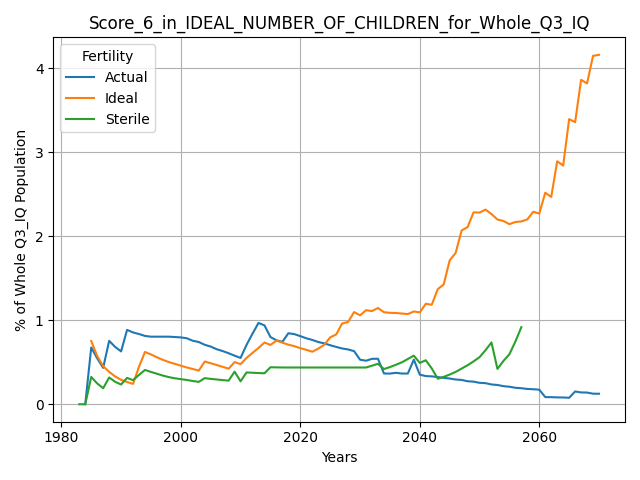 Score_6_in_IDEAL_NUMBER_OF_CHILDREN_for_Whole_Q3_IQ
Fertility
Actual
Ideal
Sterile
% of Whole Q3_IQ Population
4
3
2
1
0
1980 2000 2020 2040 2060
Years